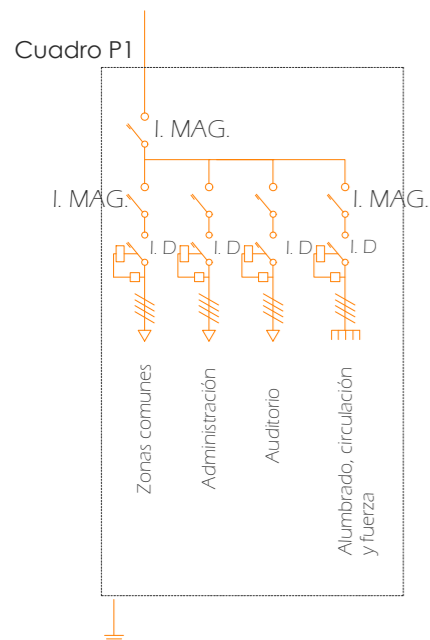 Cuadro P1
I. MAG.
I. MAG.
I. MAG.
I. D
I. D
I. D
I. D
Zonas comunes
Administración
Auditorio
Alumbrado, circulación
y fuerza